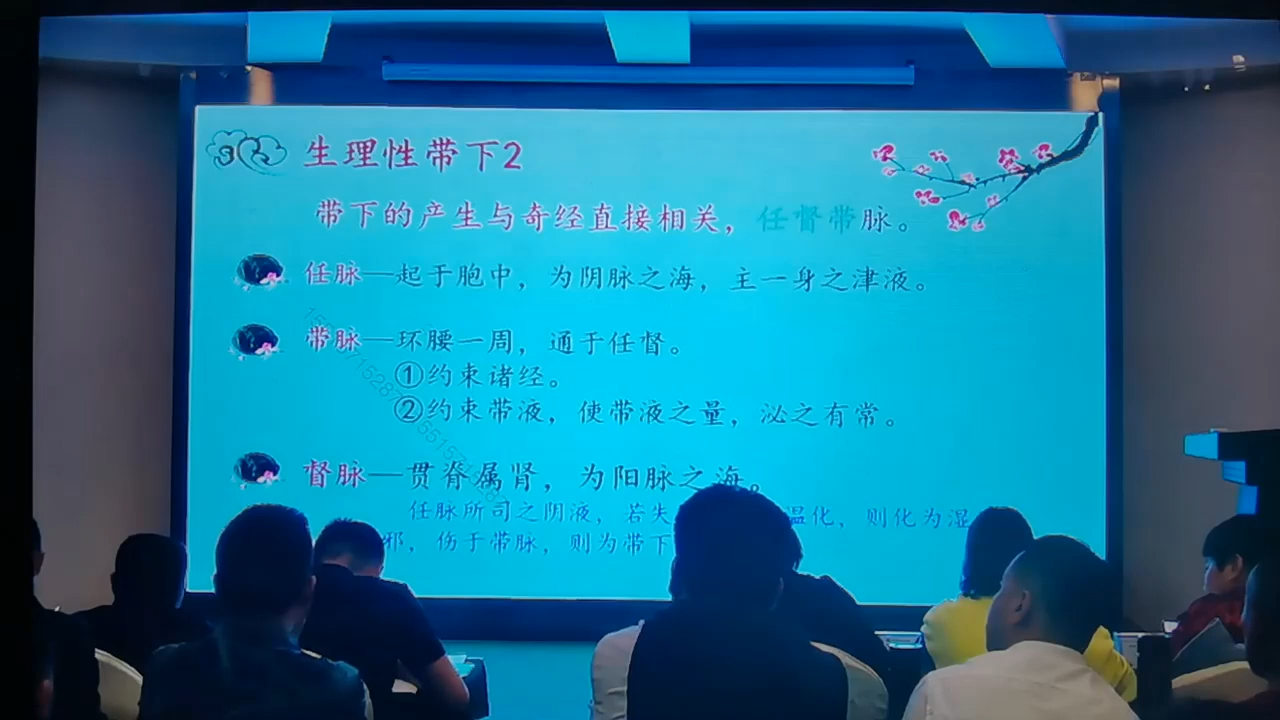 生理性带下2
带下的产生与奇经直接相关，任督带脉。
任脉—起于胞中，为阴脉之海，主一身之津液。
带脉—环腰一周，通于任督。
①约束诸经。
②约束带液，使带液之量，泌之有常。
督脉—贯脊属肾，为阳脉之海。
任脉所司之阴液，若失 温化，则化为湿
邪，伤于带脉，则为带下